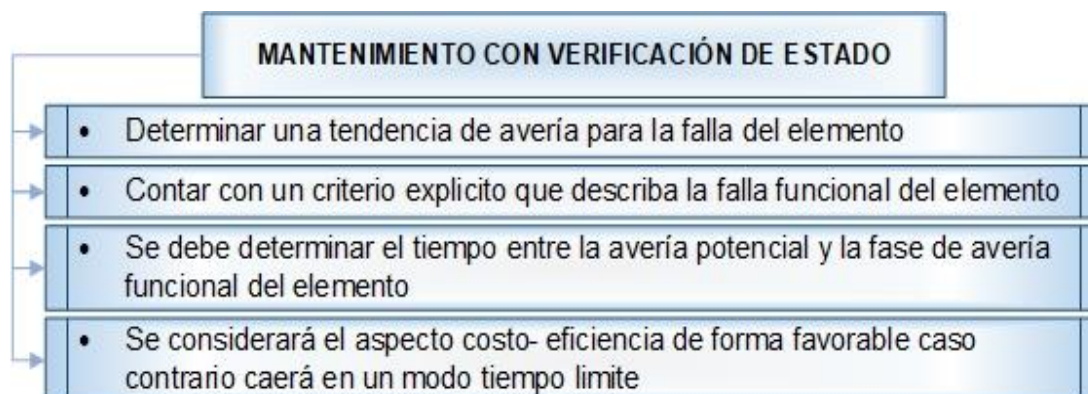 MANTENIMIENTO CON VERIFICACIÓN DE ESTADO
• Determinar una tendencia de avería para la falla del elemento
• Contar con un criterio explicito que describa la falla funcional del elemento
• Se debe determinar el tiempo entre la avería potencial y la fase de avería
funcional del elemento
• Se considerará el aspecto costo- eficiencia de forma favorable caso
contrario caerá en un modo tiempo limite